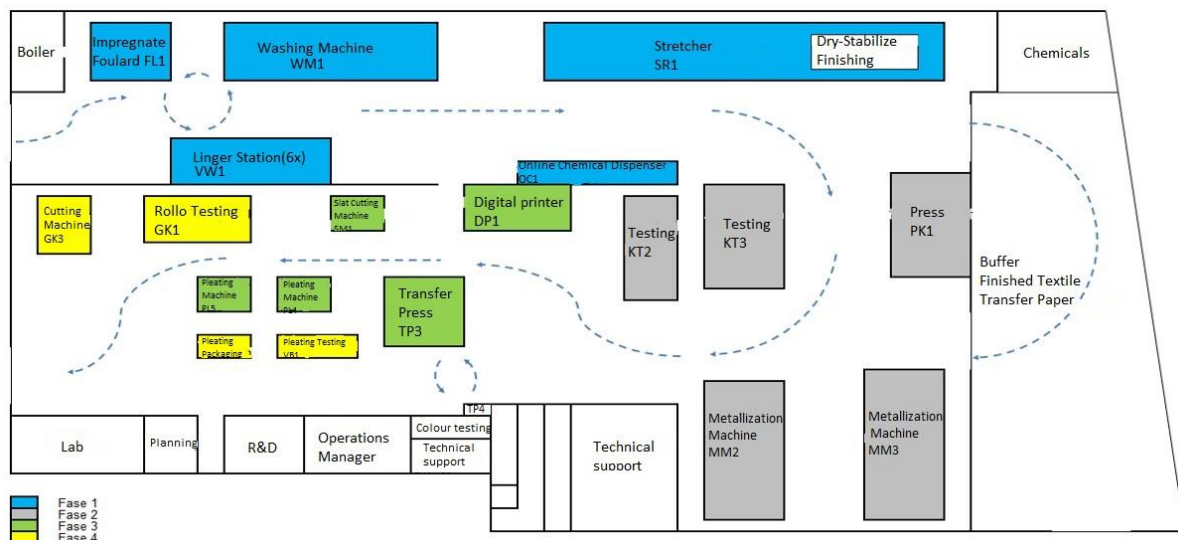 Boiler
Impregnate
Foulard FL1
Washing Machine
WM1
Stretcher
SR1
Dry-Stabilize
Finishing
Chemicals
Linger Station(6x)
VW1
Online Chemical Dispenser
OC1
Cutting
Machine
GK3
Rollo Testing
GK1
Slat Cutting
Machine
SM1
Digital printer
DP1
Testing
KT2
Testing
KT3
Press
PK1
Buffer
Finished Textile
Transfer Paper
Pleating
Machine
PL5
Pleating
Machine
PL4
Transfer
Press
TP3
Pleating
Packaging
Pleating Testing
VB1
Metallization
Machine
MM2
Metallization
Machine
MM3
Lab
Planning
R&D
Operations
Manager
TP4
Colour testing
Technical
support
Technical
support
Fase 1
Fase 2
Fase 3
Fase 4